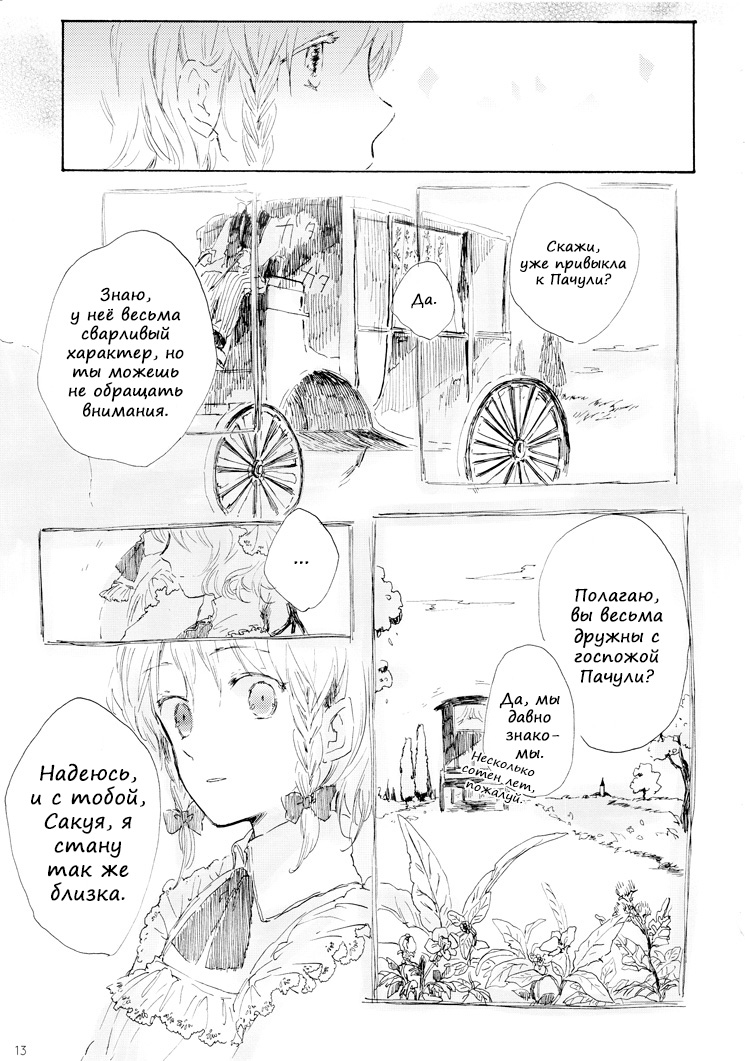 Скажи,
уже привыкла
к Пачули?
Да.
Знаю,
у неё весьма
сварливый
характер, но
ты можешь
не обращать
внимания.
...
Полагаю,
вы весьма
дружны с
госпожой
Пачули?
Да, мы
давно
знако-
мы.
Несколько
сотен лет,
пожалуй.
Надеюсь,
и с тобой,
Сакуя, я
стану
так же
близка.
13